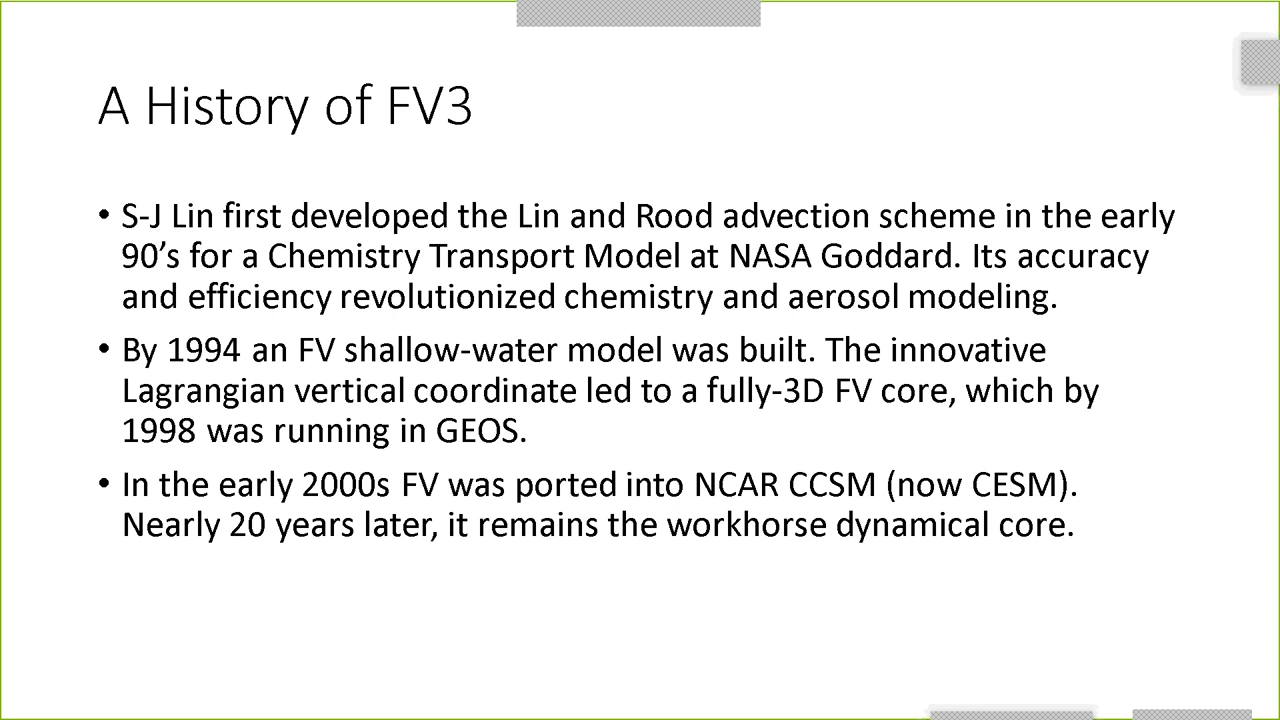 A History of FV3
• S-J Lin first developed the Lin and Rood advection scheme in the early
90’s for a Chemistry Transport Model at NASA Goddard. Its accuracy
and efficiency revolutionized chemistry and aerosol modeling.
• By 1994 an FV shallow-water model was built. The innovative
Lagrangian vertical coordinate led to a fully-3D FV core, which by
1998 was running in GEOS.
• In the early 2000s FV was ported into NCAR CCSM (now CESM).
Nearly 20 years later, it remains the workhorse dynamical core.